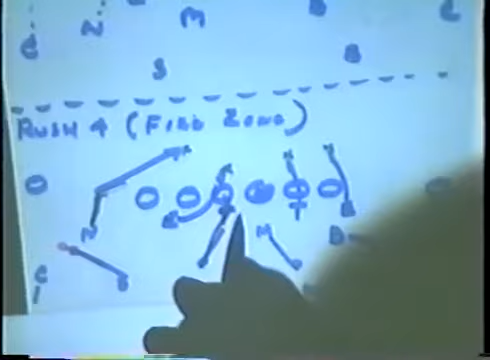 C N M B C
S B
RUSH 4 (FIRE ZONE)
T
N M B
C S